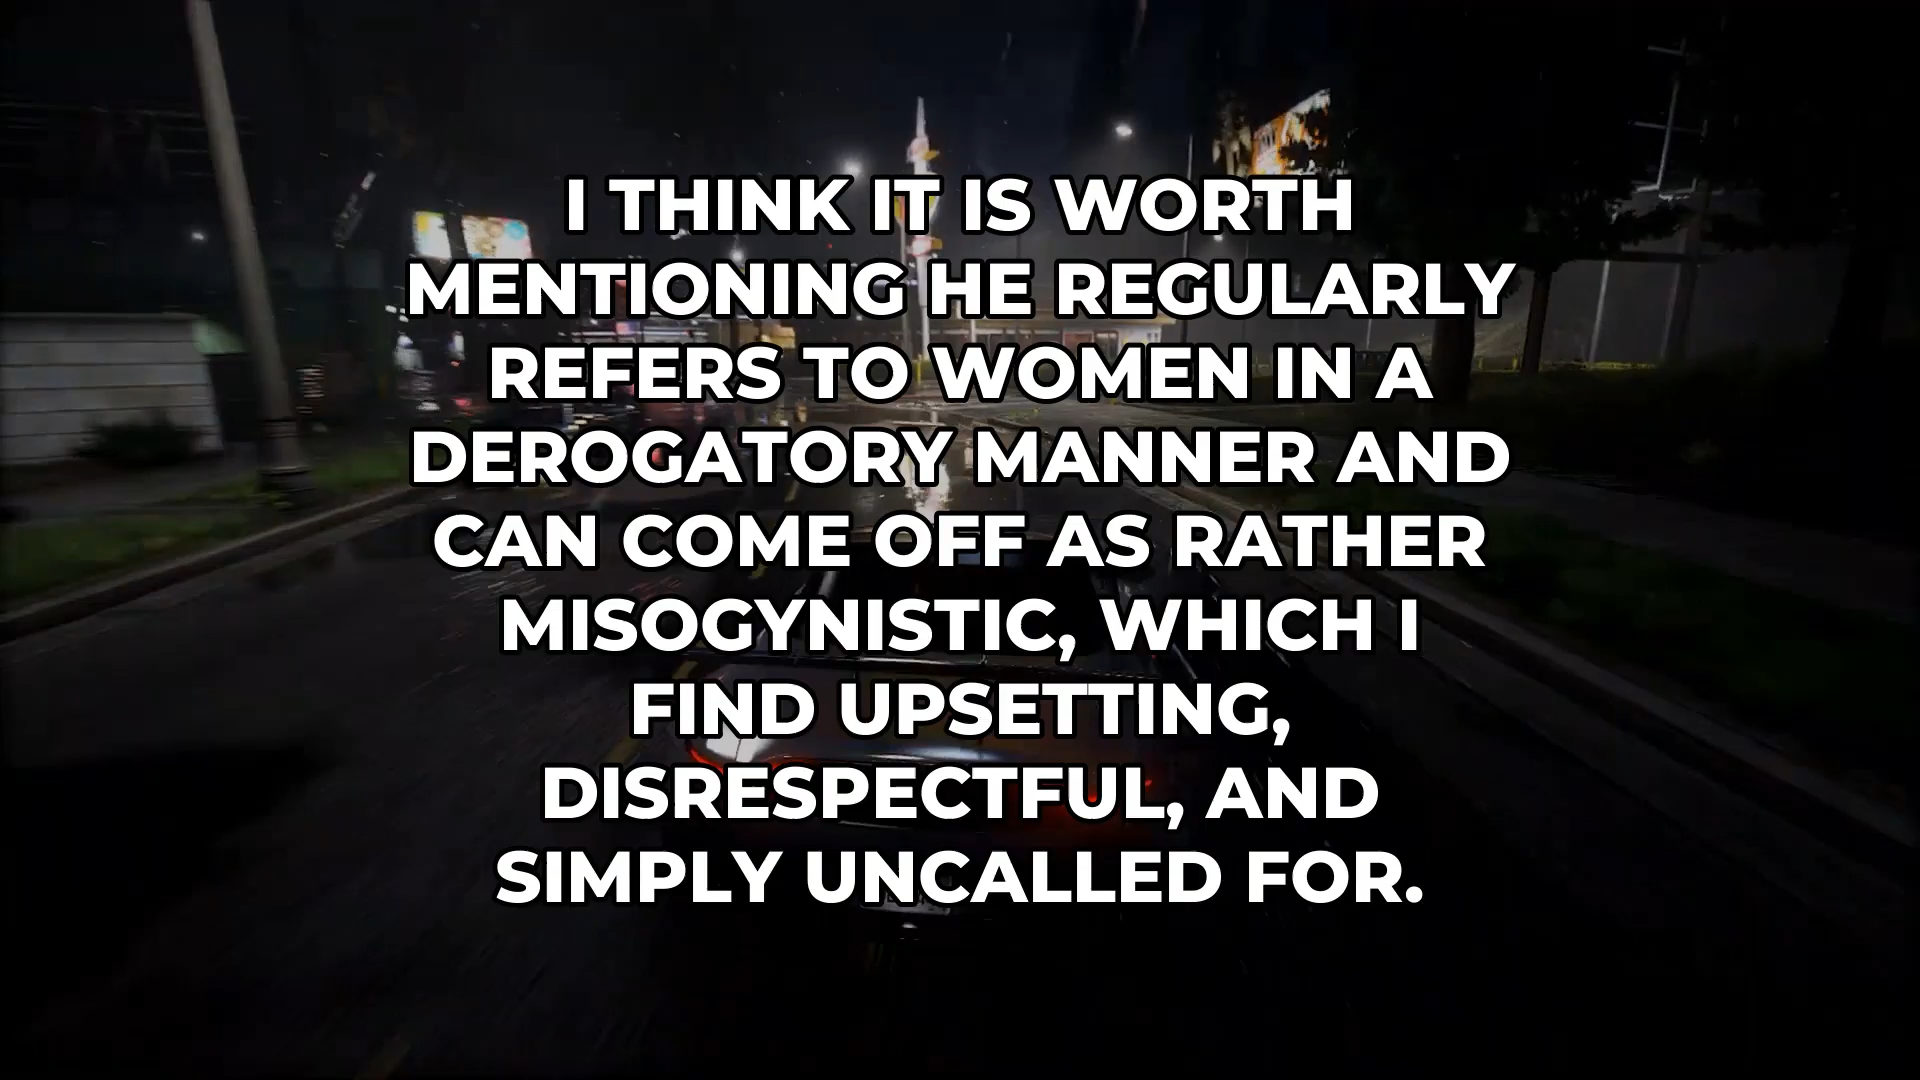 I THINK IT IS WORTH
MENTIONING HE REGULARLY
REFERS TO WOMEN IN A
DEROGATORY MANNER AND
CAN COME OFF AS RATHER
MISOGYNISTIC, WHICH I
FIND UPSETTING,
DISRESPECTFUL, AND
SIMPLY UNCALLED FOR.